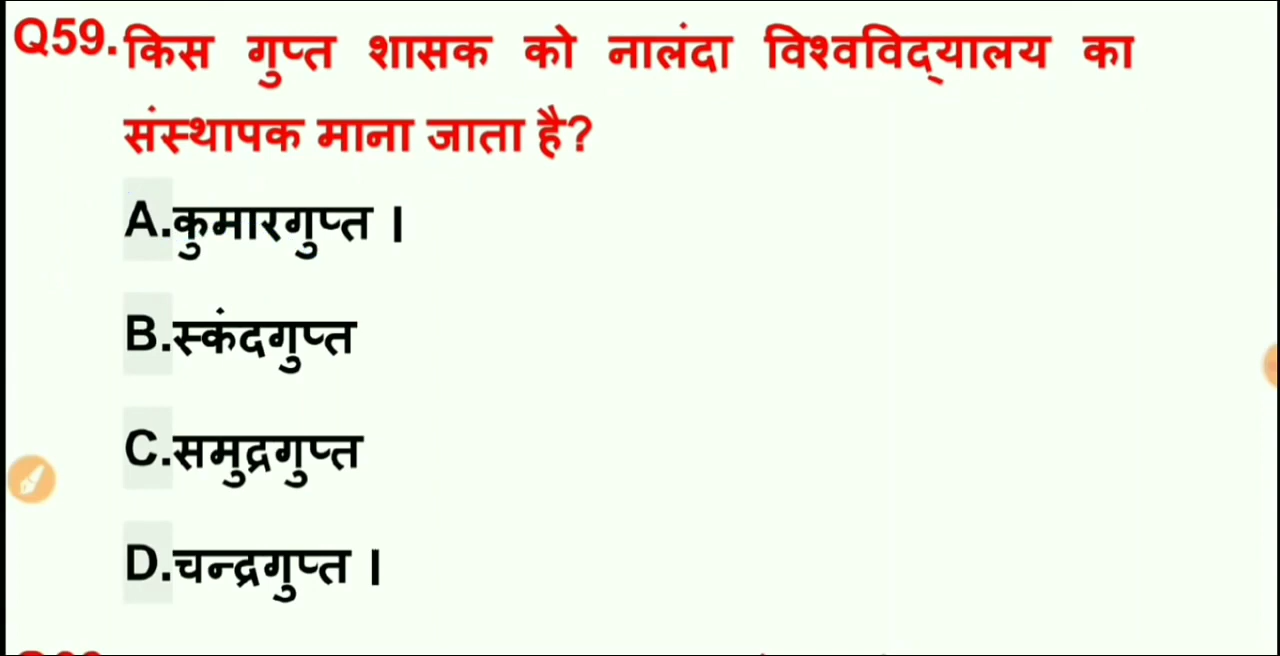 Q59. किस गुप्त शासक को नालंदा विश्वविद्यालय का
संस्थापक माना जाता है?
A.कुमारगुप्त I
B.स्कंदगुप्त
C.समुद्रगुप्त
D.चन्द्रगुप्त I